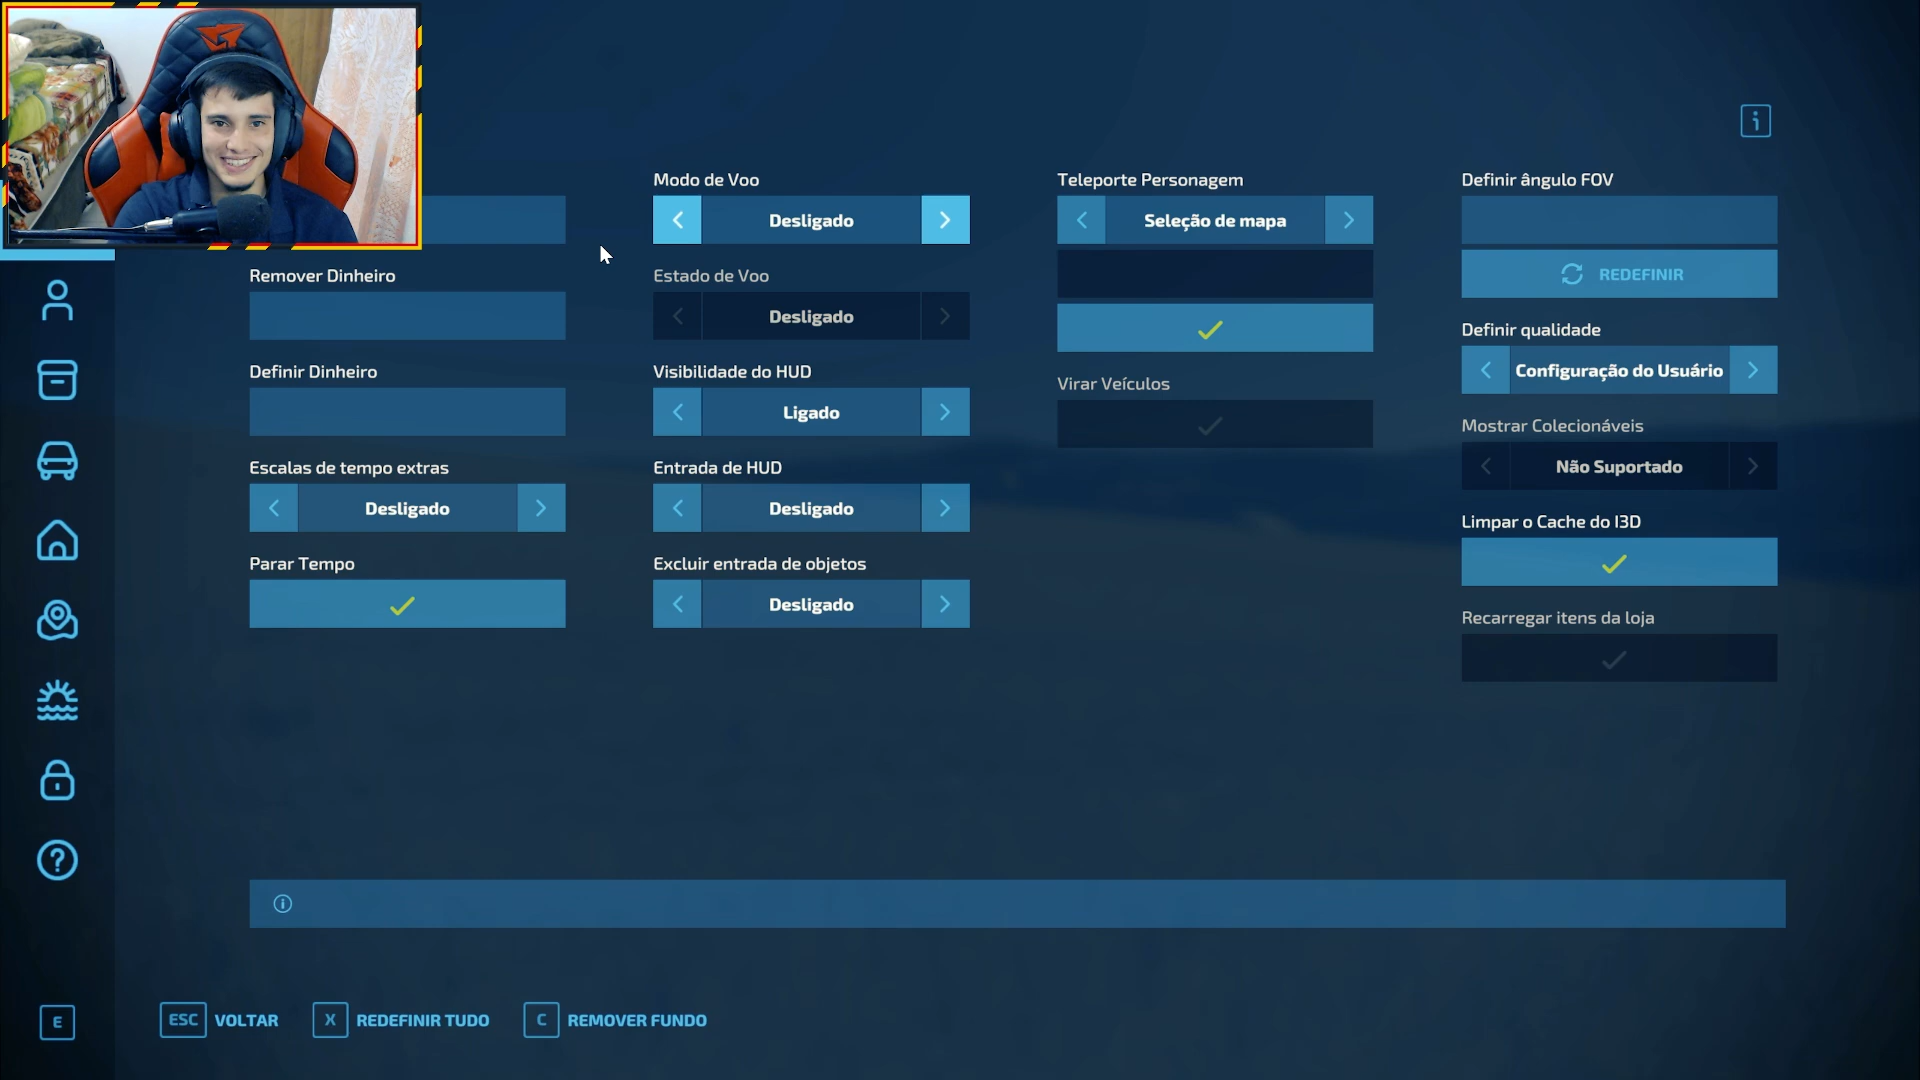 Modo de Voo
Teleporte Personagem
Definir ângulo FOV
Desligado
Seleção de mapa
Remover Dinheiro
Estado de Voo
REDEFINIR
Desligado
Definir qualidade
Definir Dinheiro
Visibilidade do HUD
Virar Veículos
Configuração do Usuário
Ligado
Mostrar Colecionáveis
Escalas de tempo extras
Entrada de HUD
Não Suportado
Desligado
Desligado
Limpar o Cache do I3D
Parar Tempo
Excluir entrada de objetos
Desligado
Recarregar itens da loja
E
ESC VOLTAR
X REDEFINIR TUDO
C REMOVER FUNDO